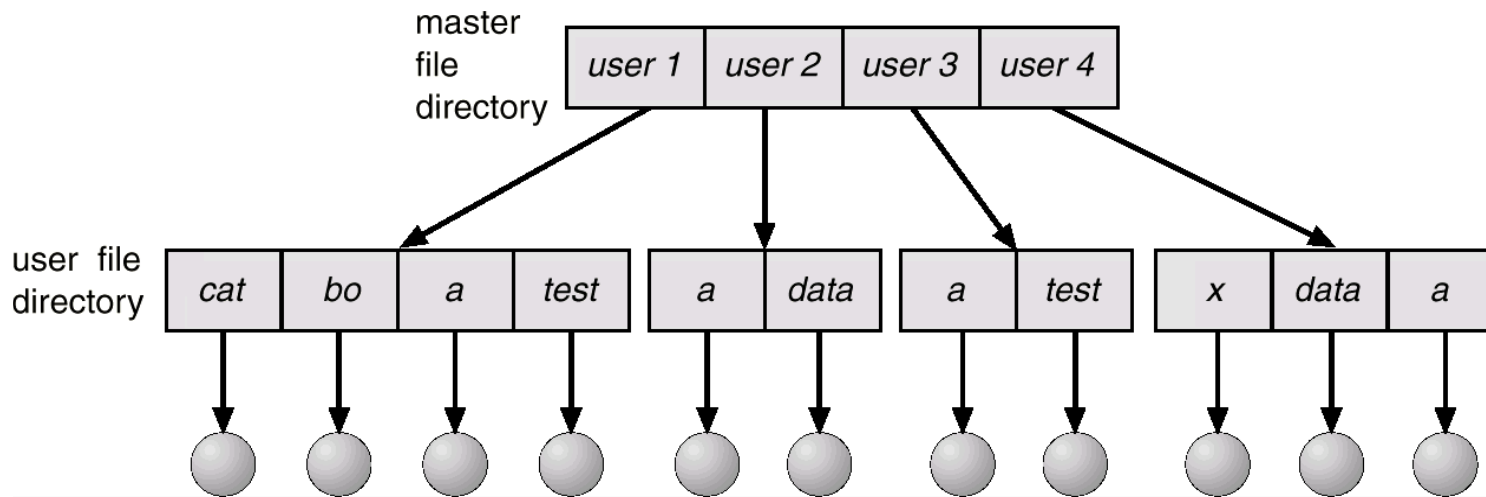 master
file
directory
user 1 user 2 user 3 user 4
user file
directory
cat bo a test a data a test x data a